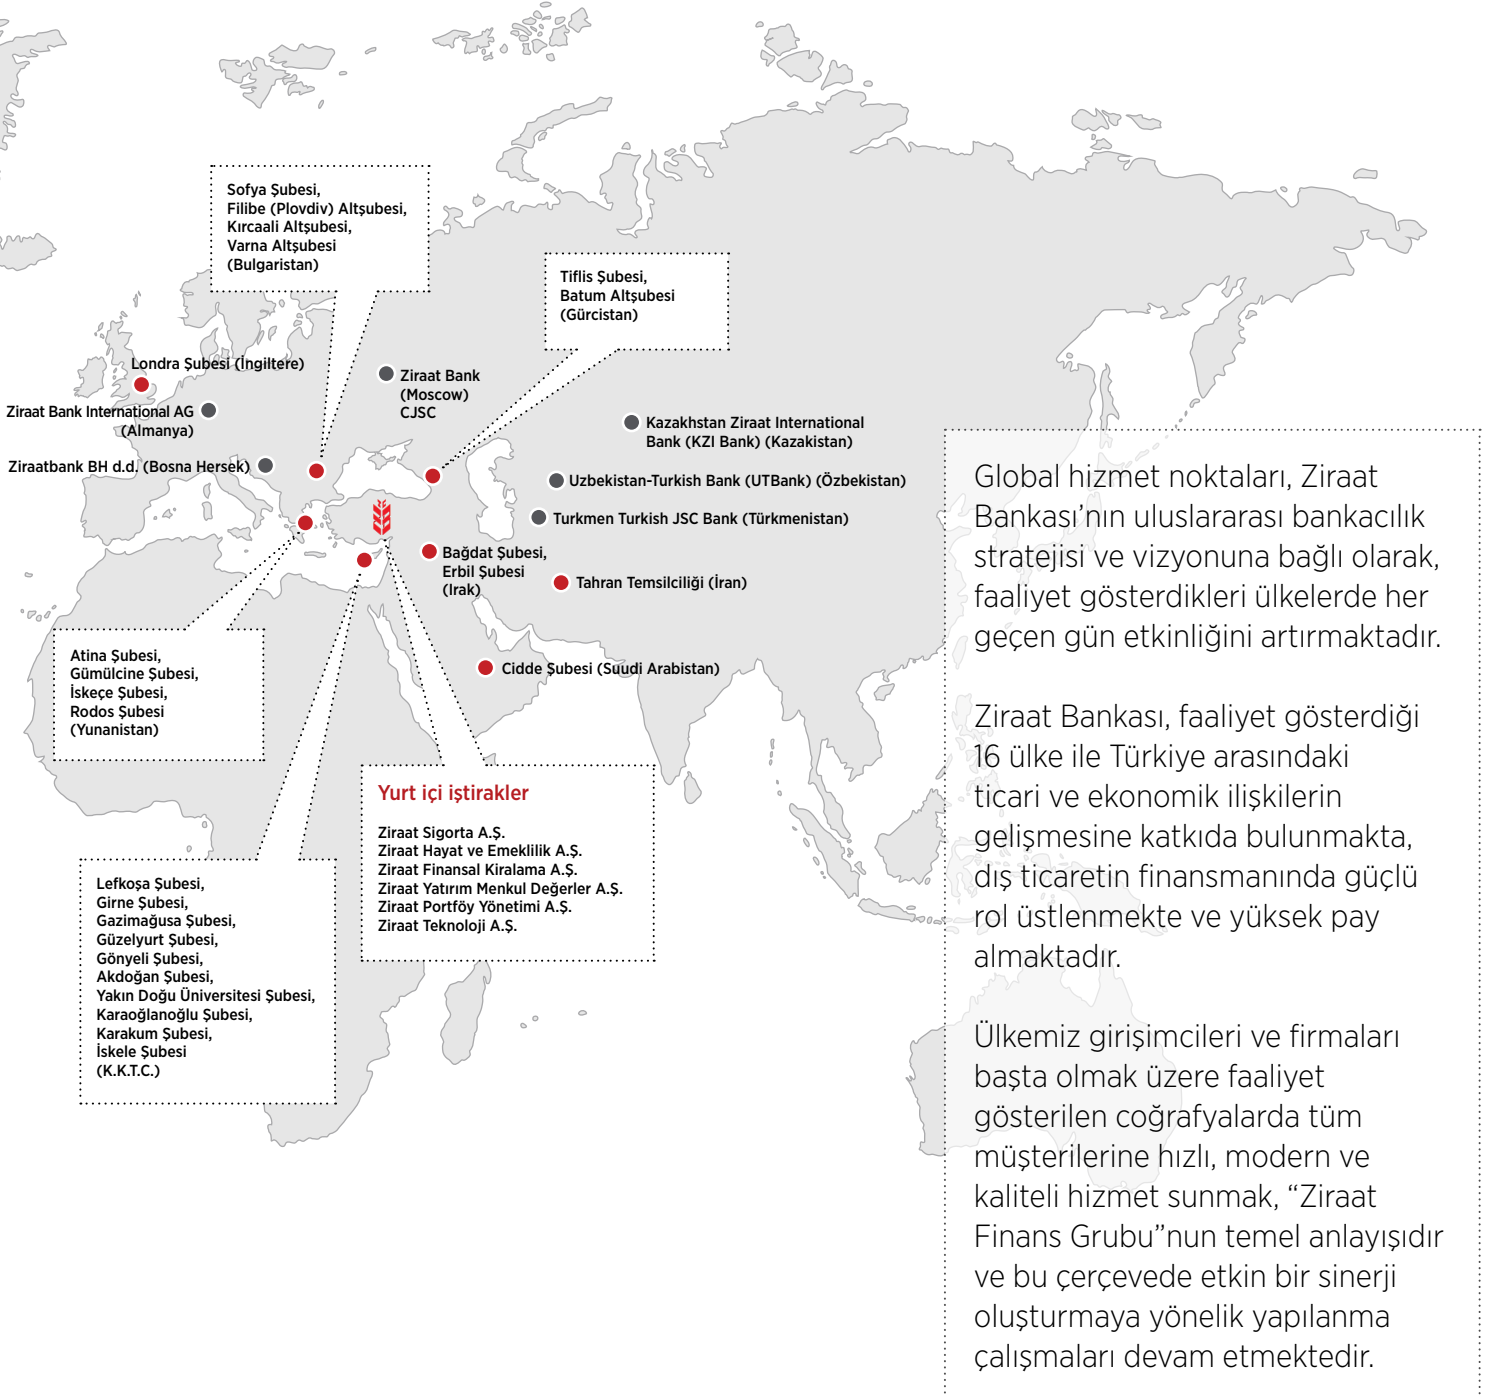 Sofya Şubesi,
Filibe (Plovdiv) Altşubesi,
Kırcaali Altşubesi,
Varna Altşubesi
(Bulgaristan)
Tiflis Şubesi,
Batum Altşubesi
(Gürcistan)
Londra Şubesi (İngiltere)
Ziraat Bank
(Moscow)
CJSC
Ziraat Bank International AG
(Almanya)
Kazakhstan Ziraat International
Bank (KZI Bank) (Kazakistan)
Ziraatbank BH d.d. (Bosna Hersek)
Uzbekistan-Turkish Bank (UTBank) (Özbekistan)
Turkmen Turkish JSC Bank (Türkmenistan)
Bağdat Şubesi,
Erbil Şubesi
(Irak)
Tahran Temsilciliği (İran)
Cidde Şubesi (Suudi Arabistan)
Atina Şubesi,
Gümülcine Şubesi,
İskeçe Şubesi,
Rodos Şubesi
(Yunanistan)
Yurt içi iştirakler
Ziraat Sigorta A.Ş.
Ziraat Hayat ve Emeklilik A.Ş.
Ziraat Finansal Kiralama A.Ş.
Ziraat Yatırım Menkul Değerler A.Ş.
Ziraat Portföy Yönetimi A.Ş.
Ziraat Teknoloji A.Ş.
Lefkoşa Şubesi,
Girne Şubesi,
Gazimağusa Şubesi,
Güzelyurt Şubesi,
Gönyeli Şubesi,
Akdoğan Şubesi,
Yakın Doğu Üniversitesi Şubesi,
Karaoğlanoğlu Şubesi,
Karakum Şubesi,
İskele Şubesi
(K.K.T.C.)
Global hizmet noktaları, Ziraat
Bankası’nın uluslararası bankacılık
stratejisi ve vizyonuna bağlı olarak,
faaliyet gösterdikleri ülkelerde her
geçen gün etkinliğini artırmaktadır.
Ziraat Bankası, faaliyet gösterdiği
16 ülke ile Türkiye arasındaki
ticari ve ekonomik ilişkilerin
gelişmesine katkıda bulunmakta,
dış ticaretin finansmanında güçlü
rol üstlenmekte ve yüksek pay
almaktadır.
Ülkemiz girişimcileri ve firmaları
başta olmak üzere faaliyet
gösterilen coğrafyalarda tüm
müşterilerine hızlı, modern ve
kaliteli hizmet sunmak, “Ziraat
Finans Grubu”nun temel anlayışıdır
ve bu çerçevede etkin bir sinerji
oluşturmaya yönelik yapılanma
çalışmaları devam etmektedir.